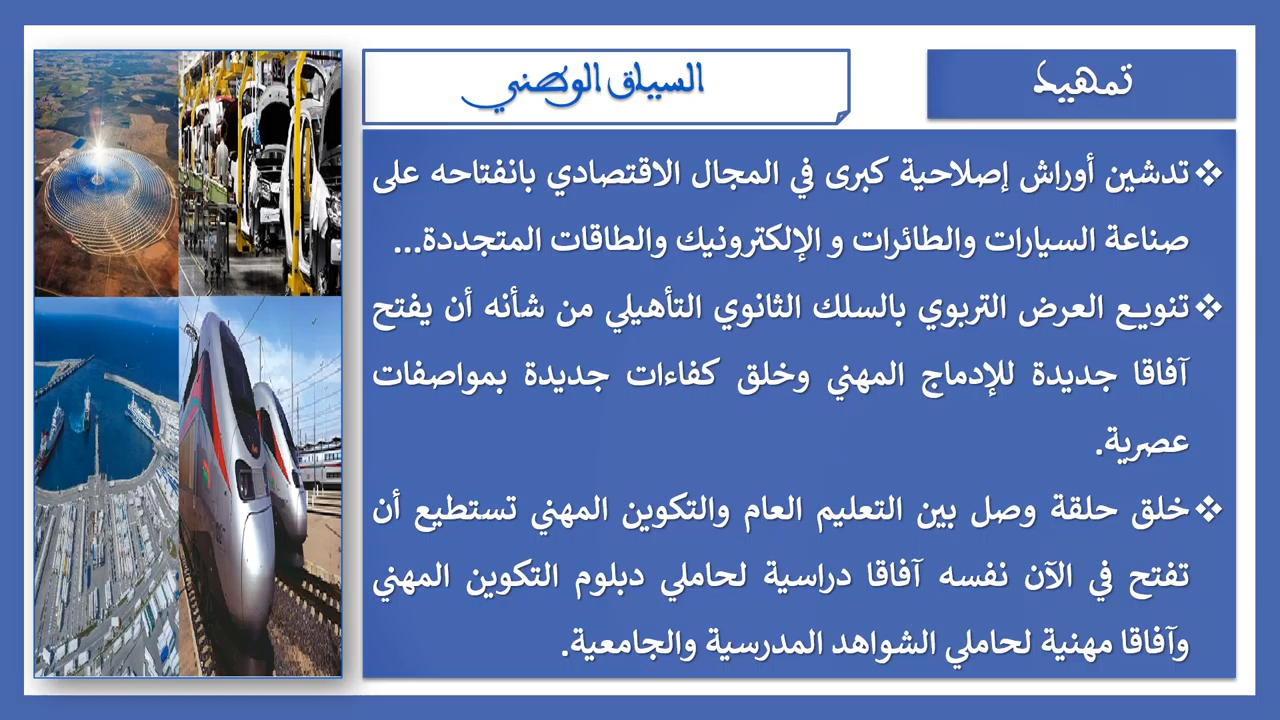 تمهيد
السياق الوطني
❖ تدشين أوراش إصلاحية كبرى في المجال الاقتصادي بانفتاحه على
صناعة السيارات والطائرات و الإلكترونيك والطاقات المتجددة...
❖ تنويع العرض التربوي بالسلك الثانوي التأهيلي من شأنه أن يفتح
آفاقا جديدة للإدماج المهني وخلق كفاءات جديدة بمواصفات
عصرية.
❖ خلق حلقة وصل بين التعليم العام والتكوين المهني تستطيع أن
تفتح في الآن نفسه آفاقا دراسية لحاملي دبلوم التكوين المهني
وآفاقا مهنية لحاملي الشواهد المدرسية والجامعية.